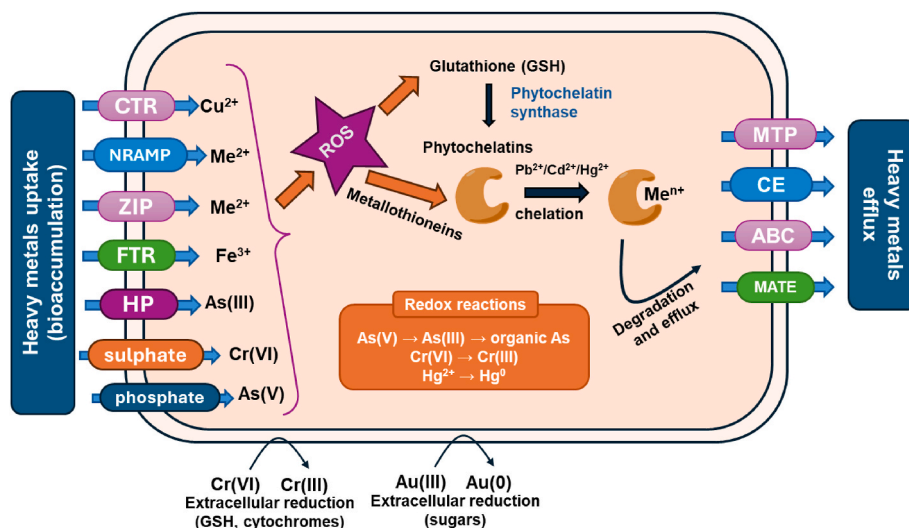 Heavy metals uptake
(bioaccumulation)
CTR
Cu²⁺
NRAMP
Me²⁺
ZIP
Me²⁺
FTR
Fe³⁺
HP
As(III)
sulphate
Cr(VI)
phosphate
As(V)
ROS
Glutathione (GSH)
Phytochelatin
synthase
Phytochelatins
Metallothioneins
Pb²⁺/Cd²⁺/Hg²⁺
chelation
Meⁿ⁺
Degradation
and efflux
Redox reactions
As(V) → As(III) → organic As
Cr(VI) → Cr(III)
Hg²⁺ → Hg⁰
MTP
CE
ABC
MATE
Heavy metals
efflux
Cr(VI) Cr(III)
Extracellular reduction
(GSH, cytochromes)
Au(III) Au(0)
Extracellular reduction
(sugars)